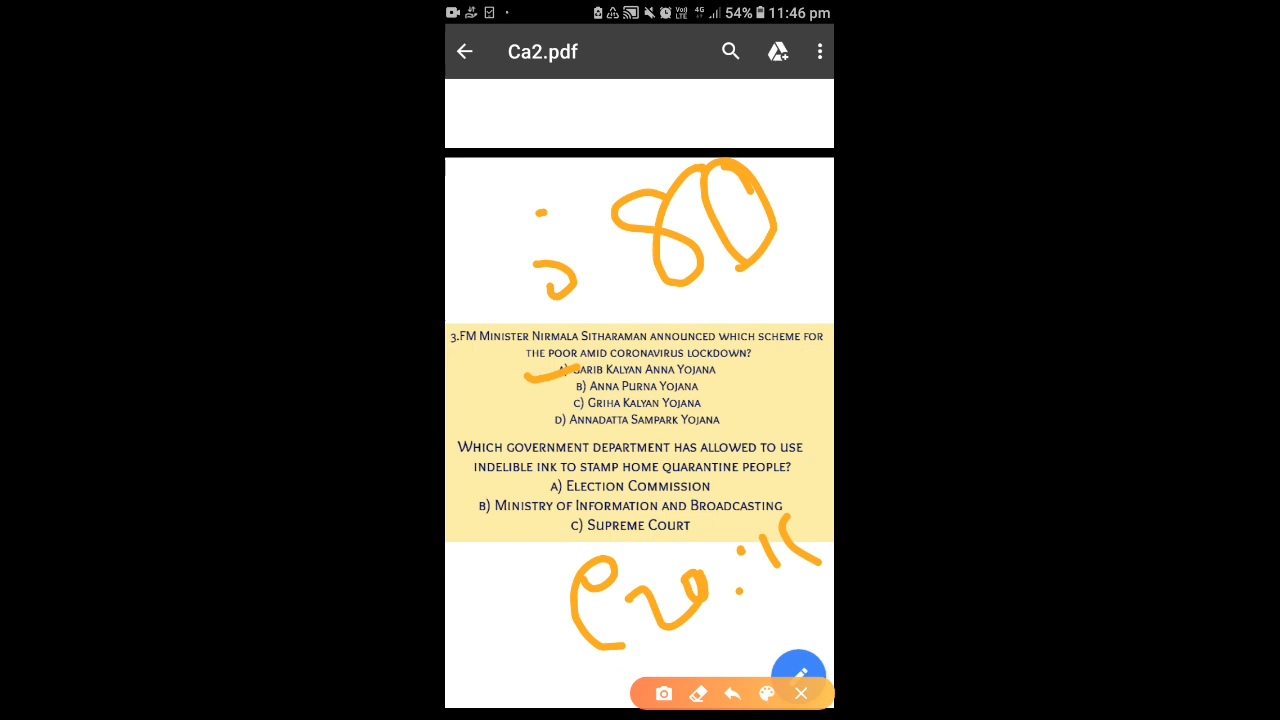 54% 11:46 pm
Ca2.pdf
80
3.FM Minister Nirmala Sitharaman announced which scheme for
the poor amid coronavirus lockdown?
a) Garib Kalyan Anna Yojana
b) Anna Purna Yojana
c) Griha Kalyan Yojana
d) Annadatta Sampark Yojana
Which government department has allowed to use
indelible ink to stamp home quarantine people?
a) Election Commission
b) Ministry of Information and Broadcasting
c) Supreme Court